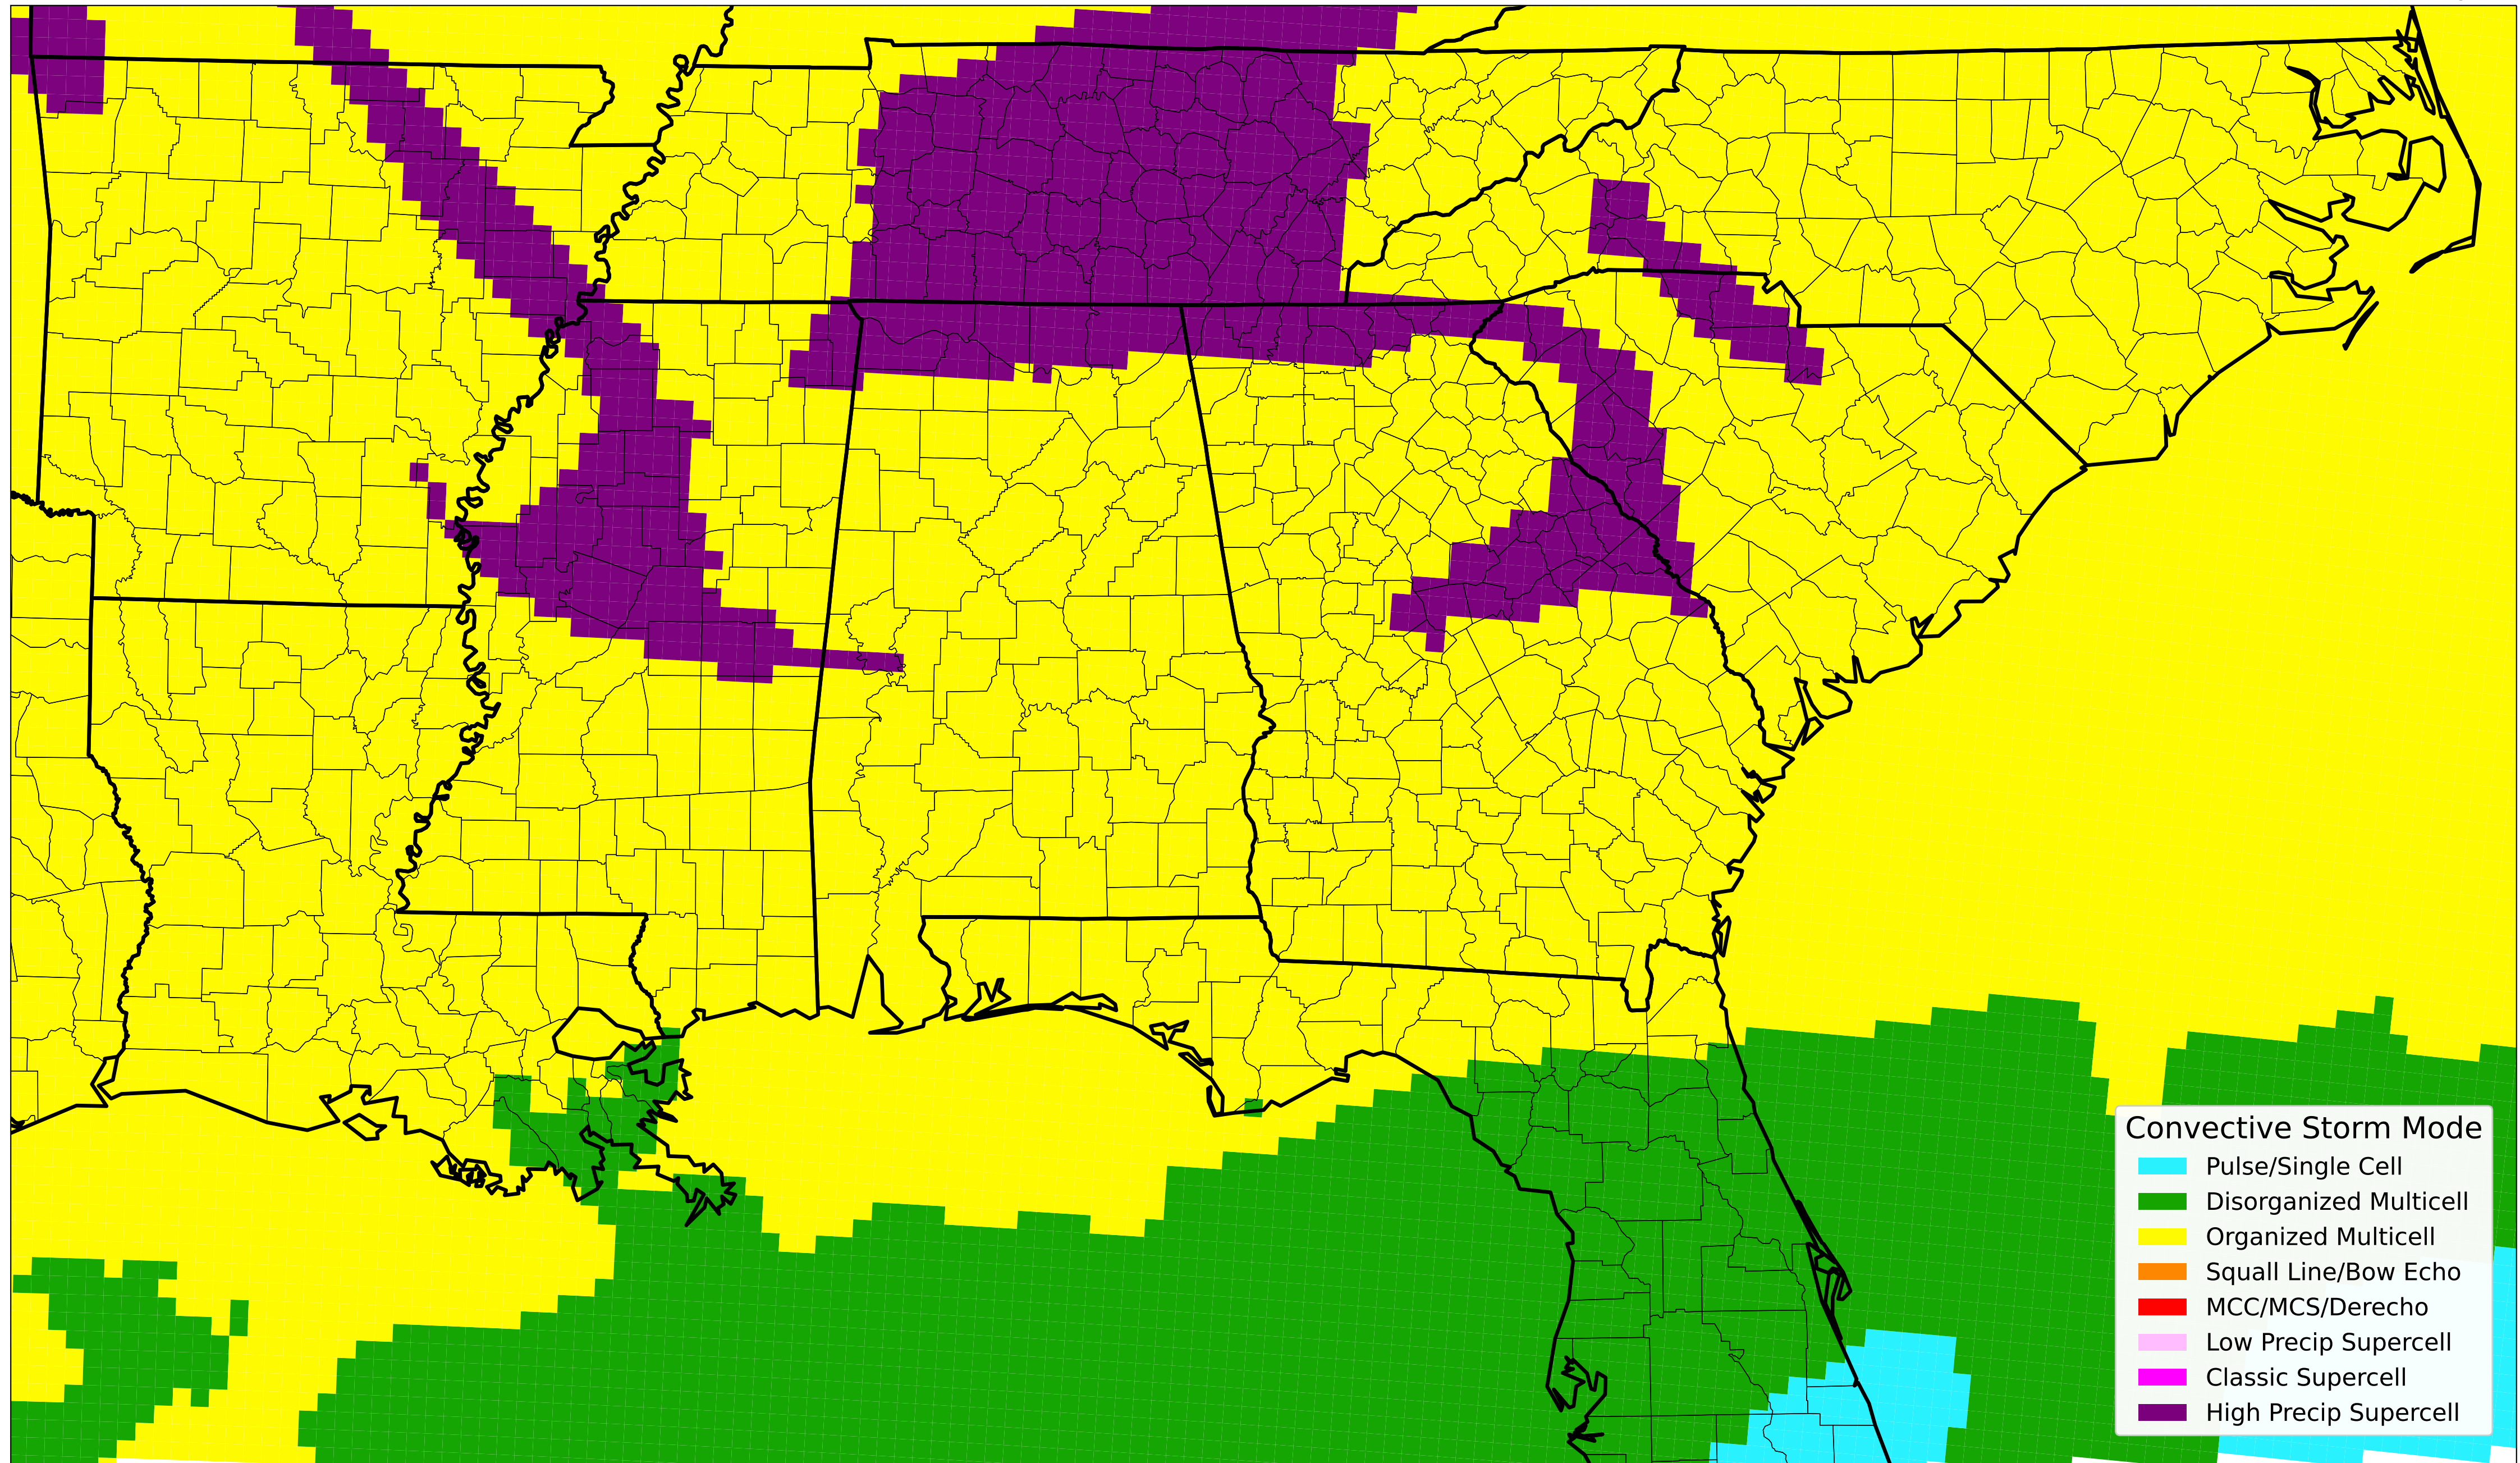 Convective Storm Mode
Pulse/Single Cell
Disorganized Multicell
Organized Multicell
Squall Line/Bow Echo
MCC/MCS/Derecho
Low Precip Supercell
Classic Supercell
High Precip Supercell